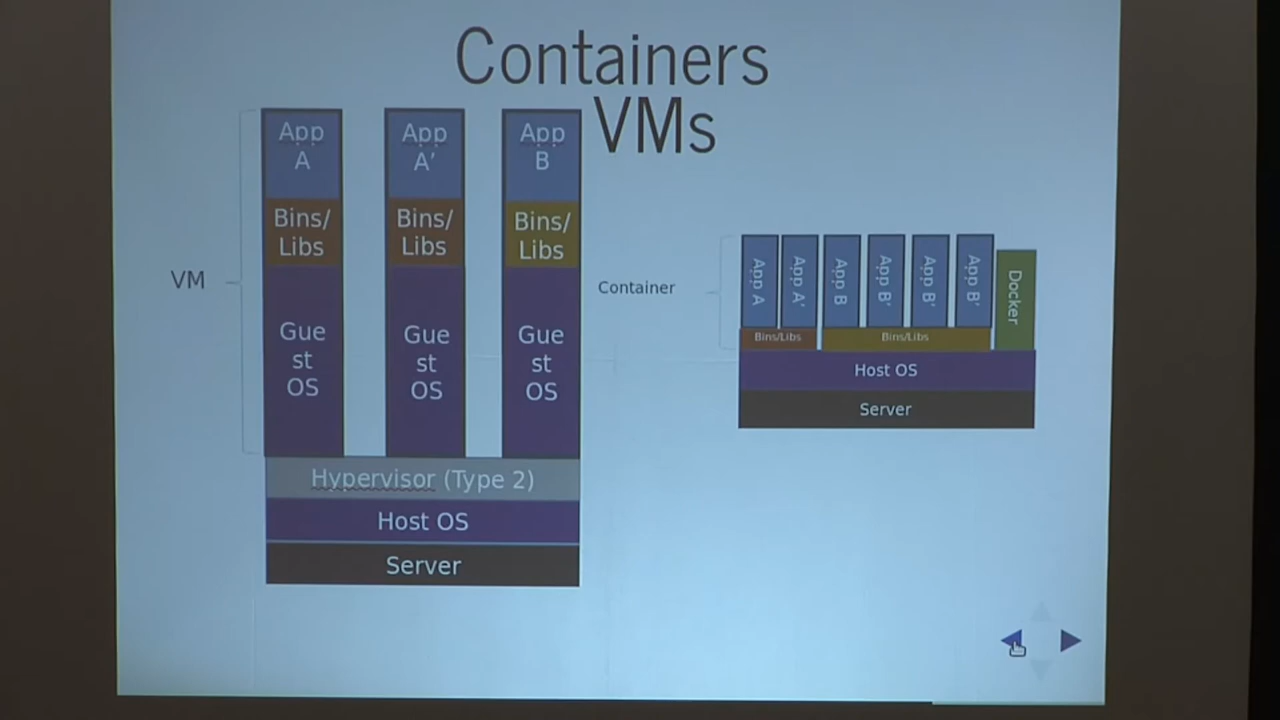 Containers
VMs
VM
App
A
Bins/
Libs
Gue
st
OS
App
A’
Bins/
Libs
Gue
st
OS
App
B
Bins/
Libs
Gue
st
OS
Hypervisor (Type 2)
Host OS
Server
Container
App A
App A'
App B
App B'
App B'
App B'
Docker
Bins/Libs
Bins/Libs
Host OS
Server